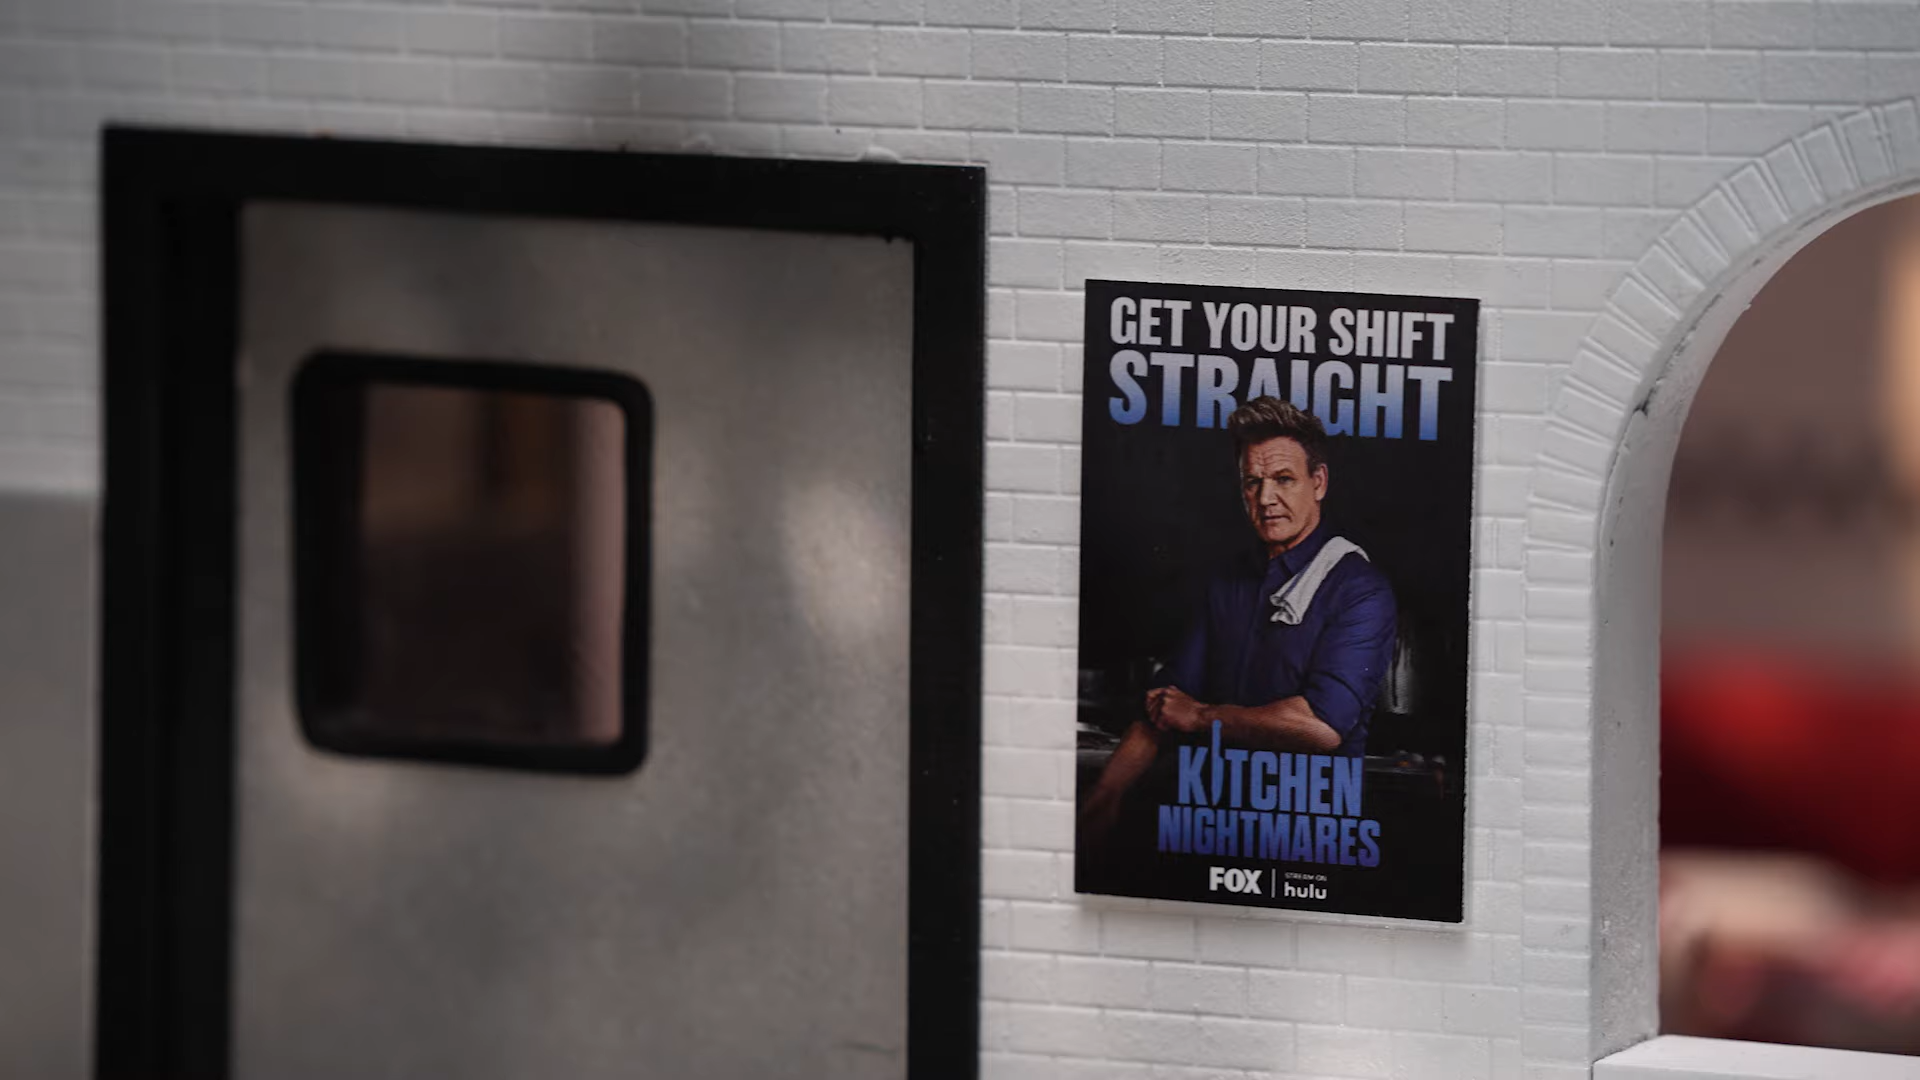 GET YOUR SHIFT
STRAIGHT
KITCHEN
NIGHTMARES
FOX
STREAM ON
hulu